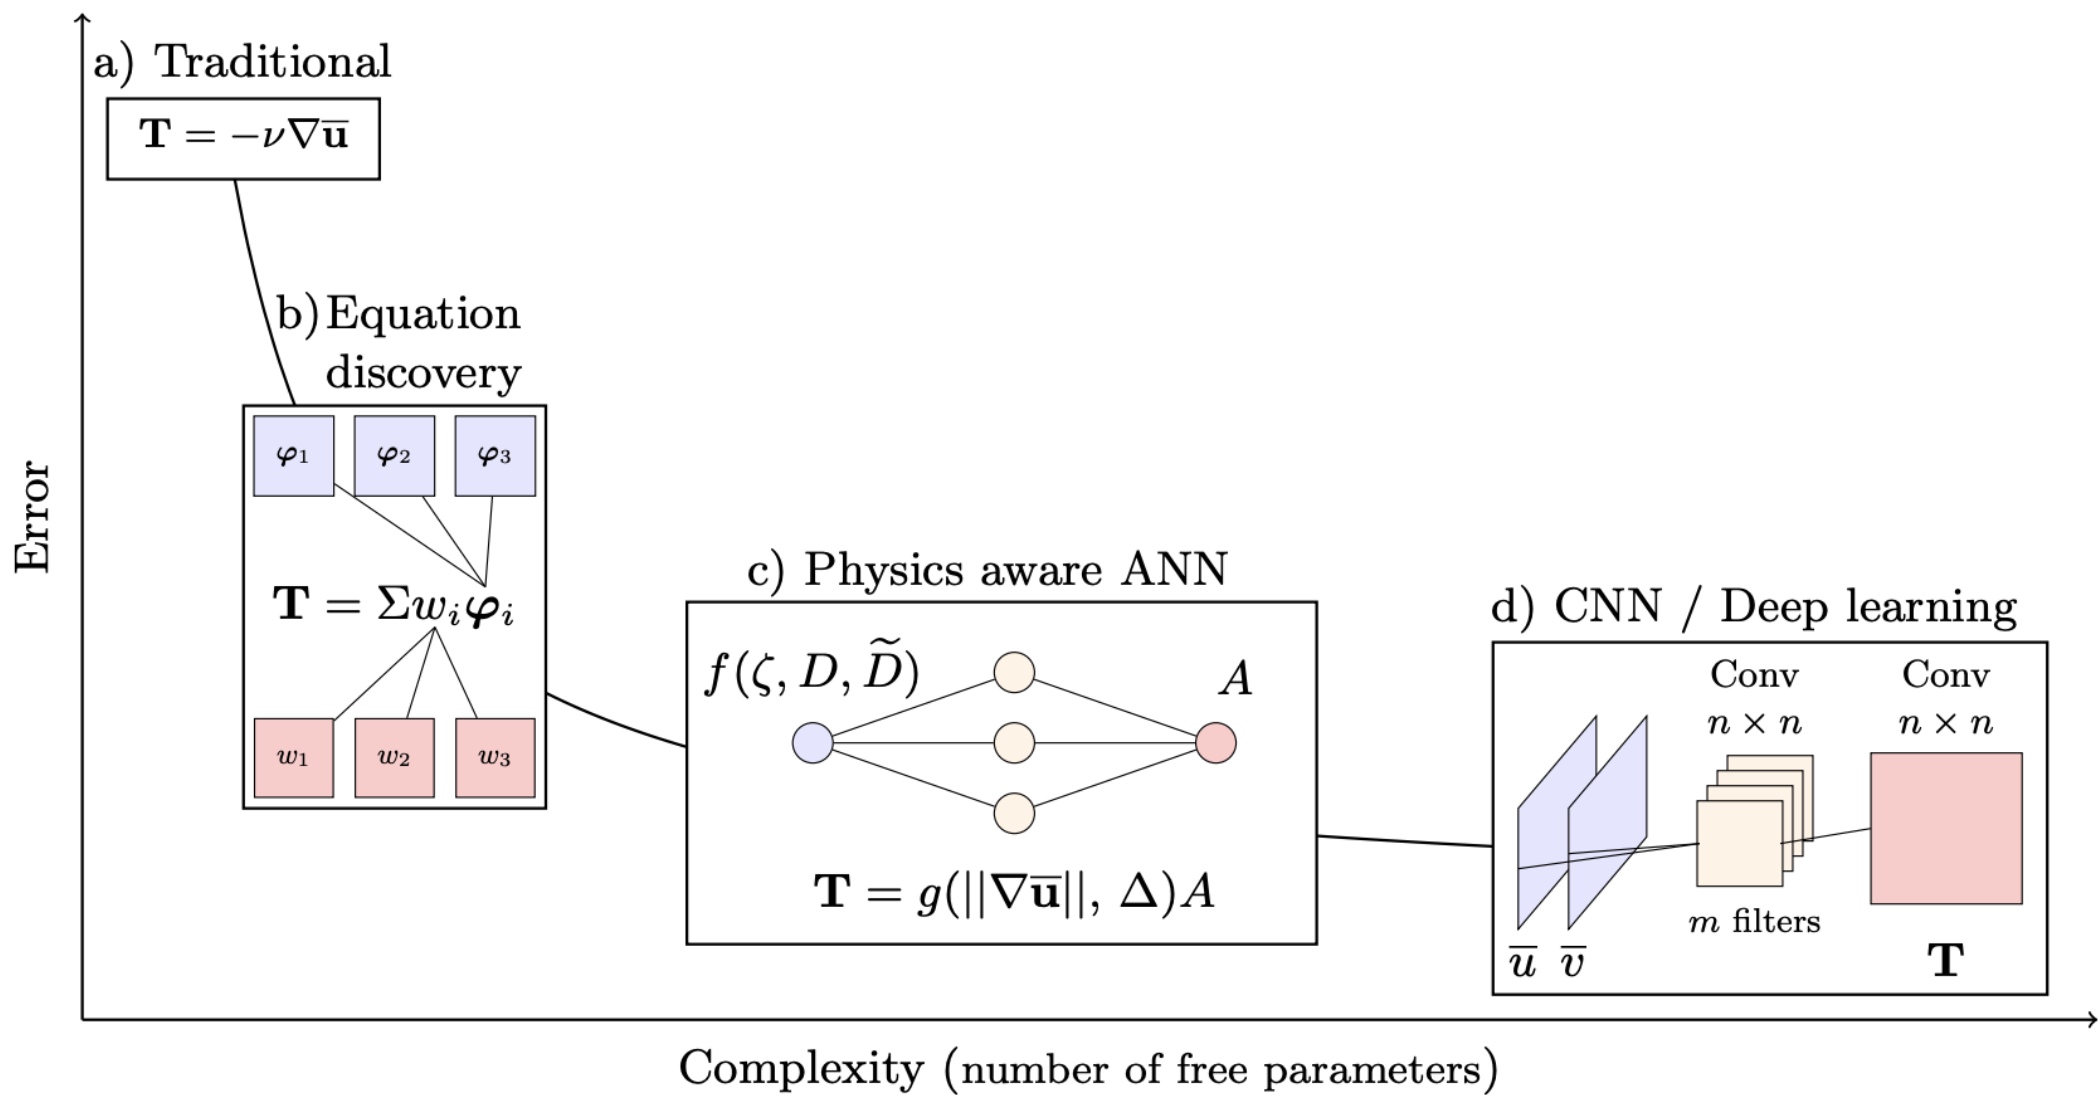 a) Traditional
T = −ν∇u̅
b) Equation
discovery
φ₁ φ₂ φ₃
T = Σwᵢφᵢ
w₁ w₂ w₃
c) Physics aware ANN
f(ζ, D, D̃) A
T = g(||∇u̅||, Δ)A
d) CNN / Deep learning
Conv Conv
n × n n × n
m filters
u̅ v̅ T
Error
Complexity (number of free parameters)